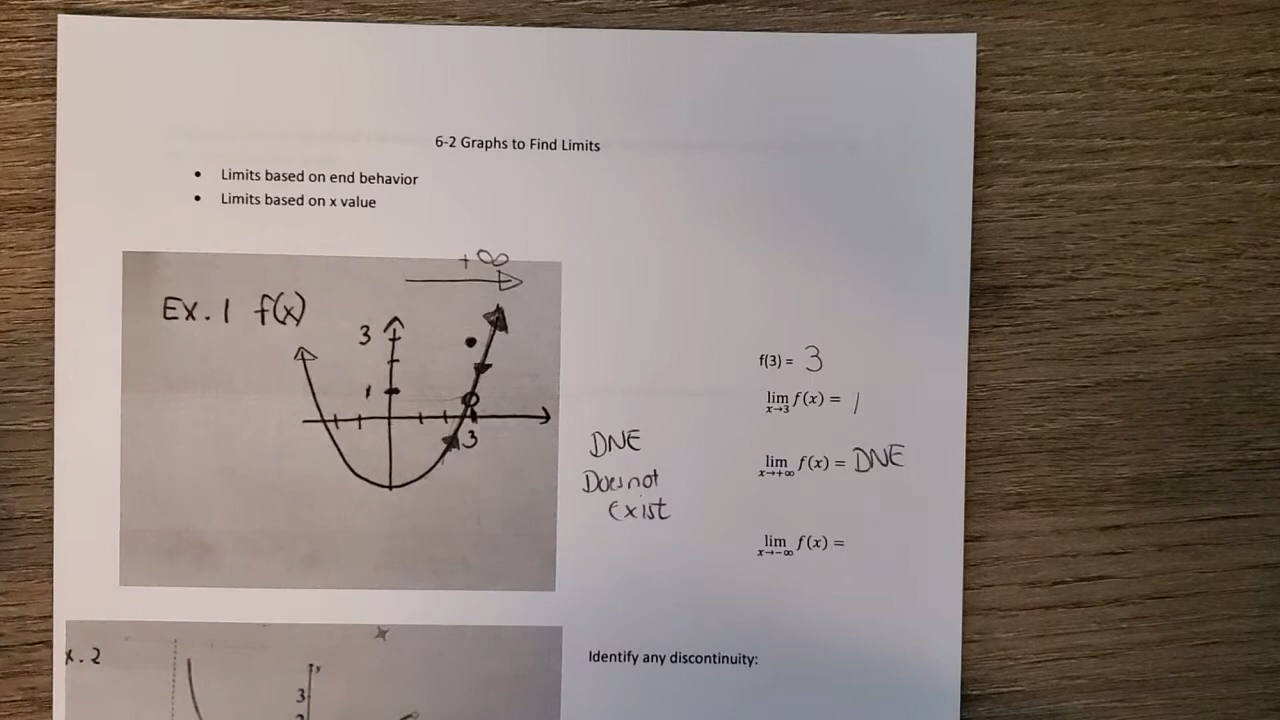 6-2 Graphs to Find Limits
• Limits based on end behavior
• Limits based on x value
+∞
Ex. 1 f(x)
3
1
3
f(3) = 3
lim x→3 f(x) = 1
lim x→+∞ f(x) = DNE
DNE
Does not
Exist
lim x→-∞ f(x) =
x. 2
y
3
Identify any discontinuity: